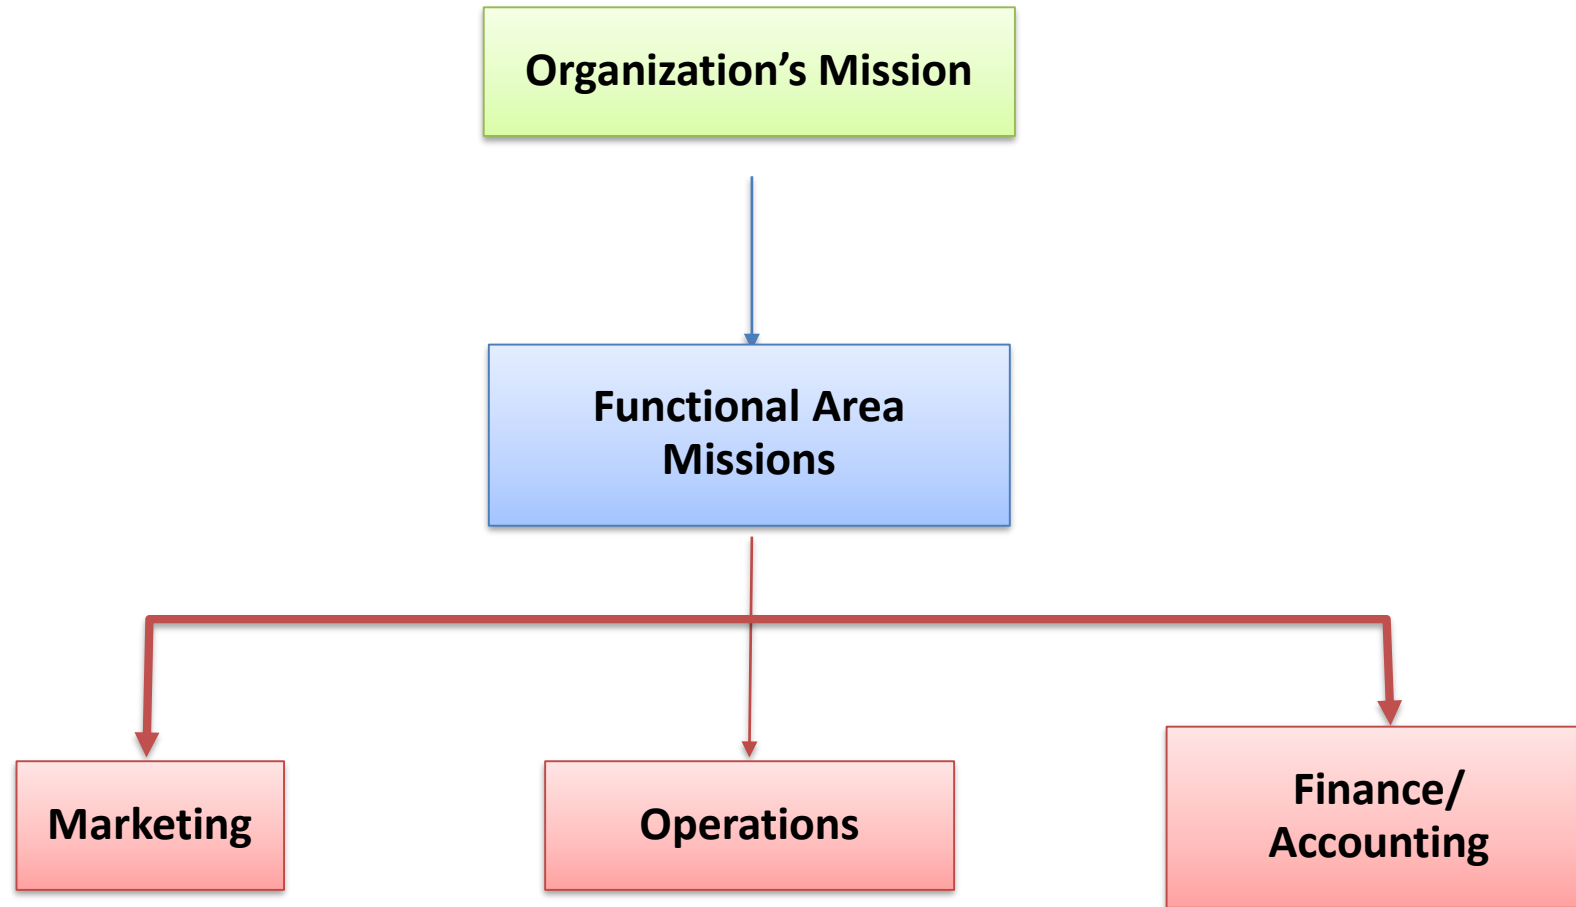 Organization’s Mission
Functional Area
Missions
Marketing
Operations
Finance/
Accounting